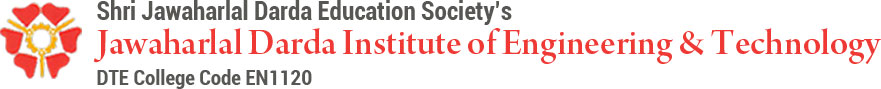 Shri Jawaharlal Darda Education Society's
Jawaharlal Darda Institute of Engineering & Technology
DTE College Code EN1120